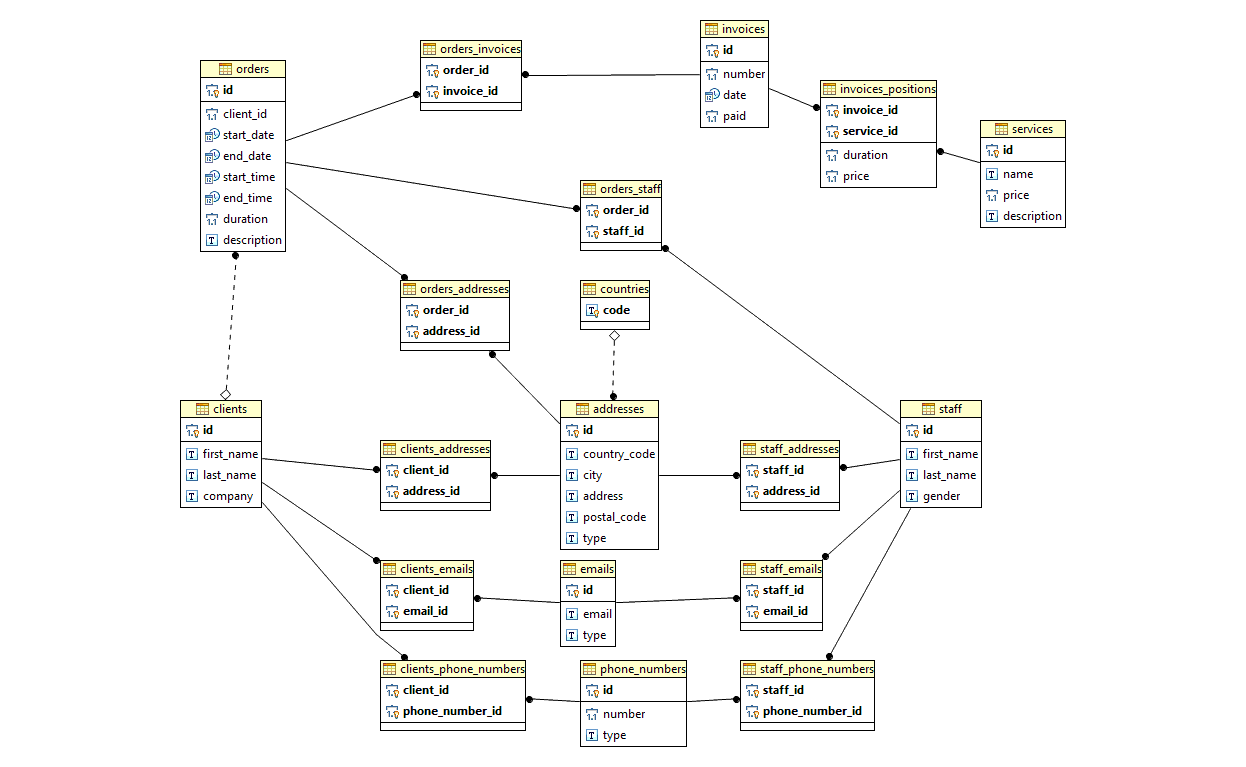 orders
id
client_id
start_date
end_date
start_time
end_time
duration
description
orders_invoices
order_id
invoice_id
invoices
id
number
date
paid
invoices_positions
invoice_id
service_id
duration
price
services
id
name
price
description
orders_staff
order_id
staff_id
orders_addresses
order_id
address_id
countries
code
clients
id
first_name
last_name
company
clients_addresses
client_id
address_id
addresses
id
country_code
city
address
postal_code
type
staff_addresses
staff_id
address_id
staff
id
first_name
last_name
gender
clients_emails
client_id
email_id
emails
id
email
type
staff_emails
staff_id
email_id
clients_phone_numbers
client_id
phone_number_id
phone_numbers
id
number
type
staff_phone_numbers
staff_id
phone_number_id